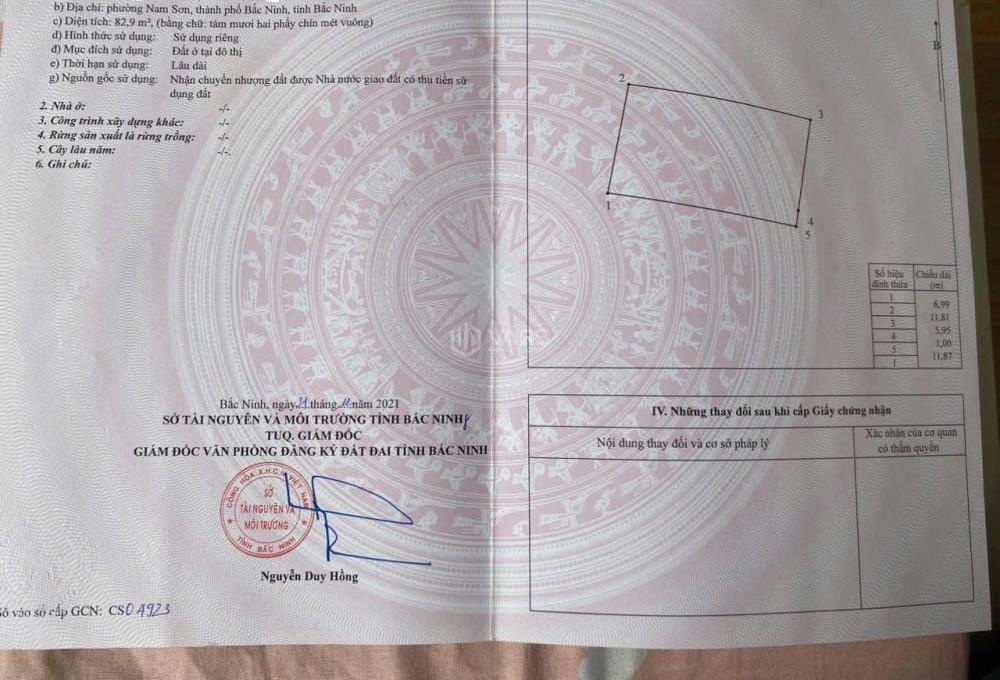 b) Địa chỉ: phường Nam Sơn, thành phố Bắc Ninh, tỉnh Bắc Ninh
c) Diện tích: 82,9 m², (bằng chữ: tám mươi hai phẩy chín mét vuông)
d) Hình thức sử dụng: Sử dụng riêng
đ) Mục đích sử dụng: Đất ở tại đô thị
e) Thời hạn sử dụng: Lâu dài
g) Nguồn gốc sử dụng: Nhận chuyển nhượng đất được Nhà nước giao đất có thu tiền sử
dụng đất
2. Nhà ở: -/-
3. Công trình xây dựng khác: -/-
4. Rừng sản xuất là rừng trồng: -/-
5. Cây lâu năm: -/-.
6. Ghi chú:
Bắc Ninh, ngày tháng năm 2021
SỞ TÀI NGUYÊN VÀ MÔI TRƯỜNG TỈNH BẮC NINH
TUQ. GIÁM ĐỐC
GIÁM ĐỐC VĂN PHÒNG ĐĂNG KÝ ĐẤT ĐAI TỈNH BẮC NINH
CỘNG HÒA X.H.C.N VIỆT NAM
SỞ
TÀI NGUYÊN VÀ
MÔI TRƯỜNG
TỈNH BẮC NINH
Nguyễn Duy Hồng
Số vào sổ cấp GCN: CS04923
B
2
3
1
4
5
Số hiệu đỉnh thửa
Chiều dài (m)
1
6,99
2
11,81
3
5,95
4
1,00
5
11,87
1
IV. Những thay đổi sau khi cấp Giấy chứng nhận
Nội dung thay đổi và cơ sở pháp lý
Xác nhận của cơ quan
có thẩm quyền